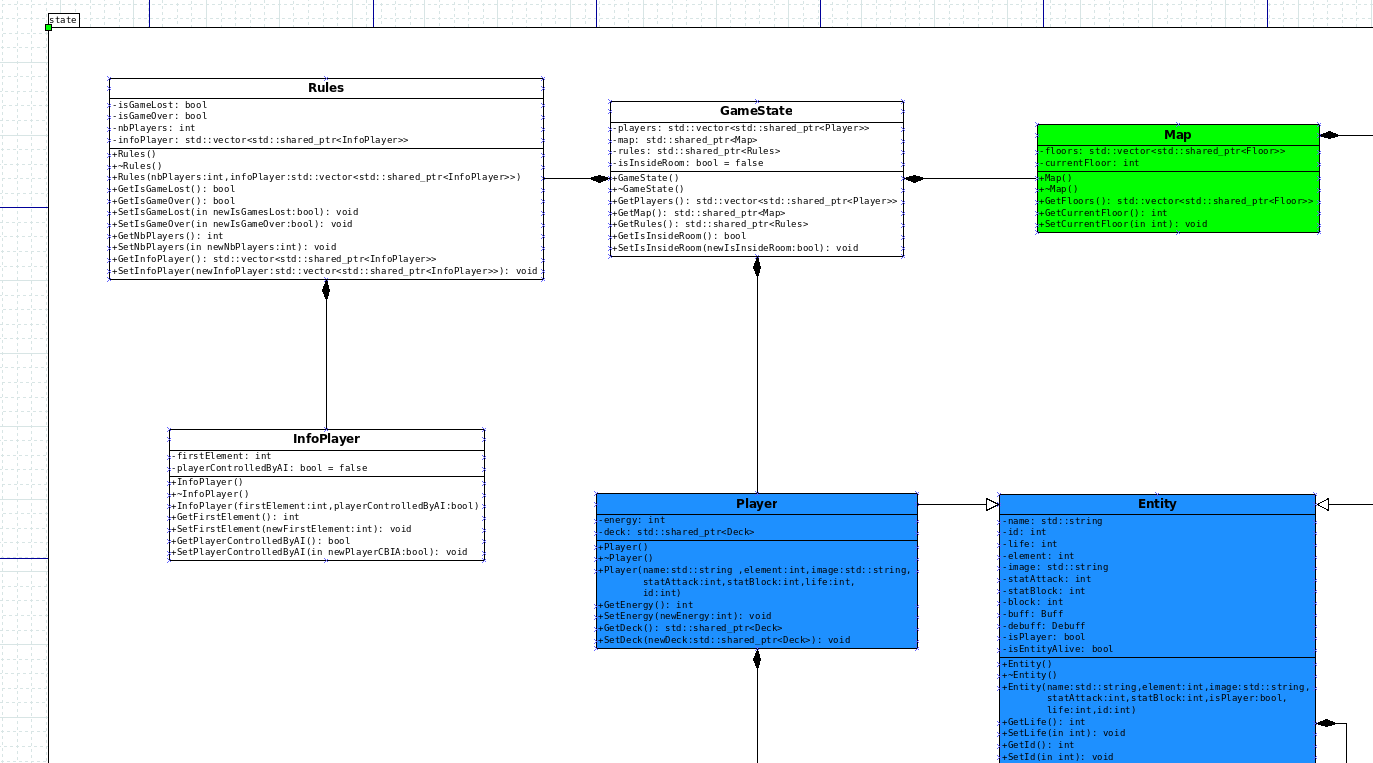 state
Rules
-isGameLost: bool
-isGameOver: bool
-nbPlayers: int
-infoPlayer: std::vector<std::shared_ptr<InfoPlayer>>
+Rules()
+~Rules()
+Rules(nbPlayers:int,infoPlayer:std::vector<std::shared_ptr<InfoPlayer>>)
+GetIsGameLost(): bool
+GetIsGameOver(): bool
+SetIsGameLost(in newIsGamesLost:bool): void
+SetIsGameOver(in newIsGameOver:bool): void
+GetNbPlayers(): int
+SetNbPlayers(in newNbPlayers:int): void
+GetInfoPlayer(): std::vector<std::shared_ptr<InfoPlayer>>
+SetInfoPlayer(newInfoPlayer:std::vector<std::shared_ptr<InfoPlayer>>): void
GameState
-players: std::vector<std::shared_ptr<Player>>
-map: std::shared_ptr<Map>
-rules: std::shared_ptr<Rules>
-isInsideRoom: bool = false
+GameState()
+~GameState()
+GetPlayers(): std::vector<std::shared_ptr<Player>>
+GetMap(): std::shared_ptr<Map>
+GetRules(): std::shared_ptr<Rules>
+GetIsInsideRoom(): bool
+SetIsInsideRoom(newIsInsideRoom:bool): void
Map
-floors: std::vector<std::shared_ptr<Floor>>
-currentFloor: int
+Map()
+~Map()
+GetFloors(): std::vector<std::shared_ptr<Floor>>
+GetCurrentFloor(): int
+SetCurrentFloor(in int): void
InfoPlayer
-firstElement: int
-playerControlledByAI: bool = false
+InfoPlayer()
+~InfoPlayer()
+InfoPlayer(firstElement:int,playerControlledByAI:bool)
+GetFirstElement(): int
+SetFirstElement(newFirstElement:int): void
+GetPlayerControlledByAI(): bool
+SetPlayerControlledByAI(in newPlayerCBIA:bool): void
Player
-energy: int
-deck: std::shared_ptr<Deck>
+Player()
+~Player()
+Player(name:std::string ,element:int,image:std::string,
statAttack:int,statBlock:int,life:int,
id:int)
+GetEnergy(): int
+SetEnergy(newEnergy:int): void
+GetDeck(): std::shared_ptr<Deck>
+SetDeck(newDeck:std::shared_ptr<Deck>): void
Entity
-name: std::string
-id: int
-life: int
-element: int
-image: std::string
-statAttack: int
-statBlock: int
-block: int
-buff: Buff
-debuff: Debuff
-isPlayer: bool
-isEntityAlive: bool
+Entity()
+~Entity()
+Entity(name:std::string,element:int,image:std::string,
statAttack:int,statBlock:int,isPlayer:bool,
life:int,id:int)
+GetLife(): int
+SetLife(in int): void
+GetId(): int
+SetId(in int): void